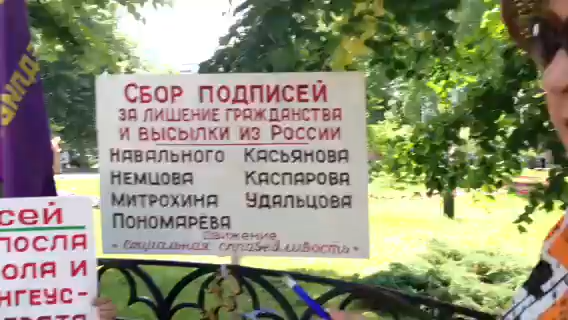 СБОР ПОДПИСЕЙ
ЗА ЛИШЕНИЕ ГРАЖДАНСТВА
И ВЫСЫЛКИ ИЗ РОССИИ
НАВАЛЬНОГО КАСЬЯНОВА
НЕМЦОВА КАСПАРОВА
МИТРОХИНА УДАЛЬЦОВА
ПОНОМАРЁВА
Движение
"социальная справедливость"
СЕЙ
ПОСЛА
ОЛА И
НГЕУС-